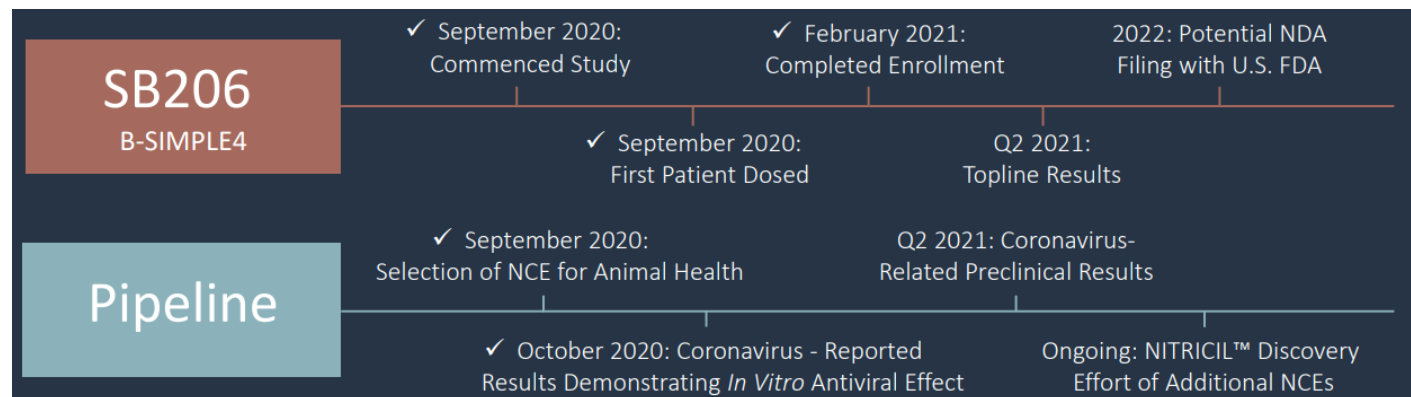 SB206
B-SIMPLE4
✓ September 2020:
Commenced Study
✓ September 2020:
First Patient Dosed
✓ February 2021:
Completed Enrollment
Q2 2021:
Topline Results
2022: Potential NDA
Filing with U.S. FDA
Pipeline
✓ September 2020:
Selection of NCE for Animal Health
✓ October 2020: Coronavirus - Reported
Results Demonstrating In Vitro Antiviral Effect
Q2 2021: Coronavirus-
Related Preclinical Results
Ongoing: NITRICIL™ Discovery
Effort of Additional NCEs